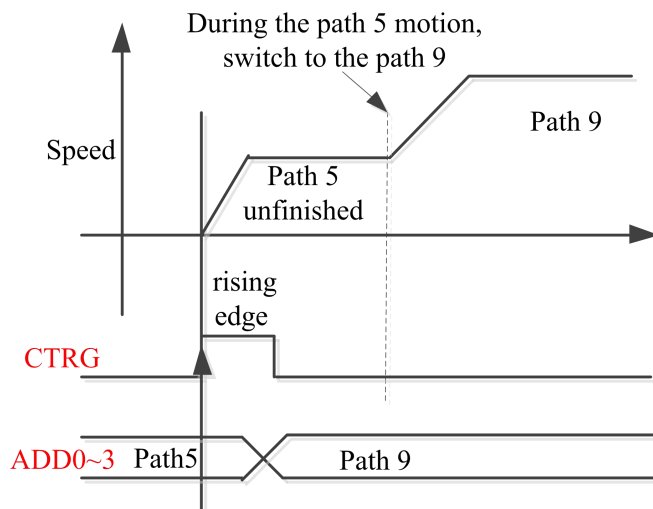 During the path 5 motion,
switch to the path 9
Speed
Path 9
Path 5
unfinished
rising
edge
CTRG
ADD0~3
Path5
Path 9